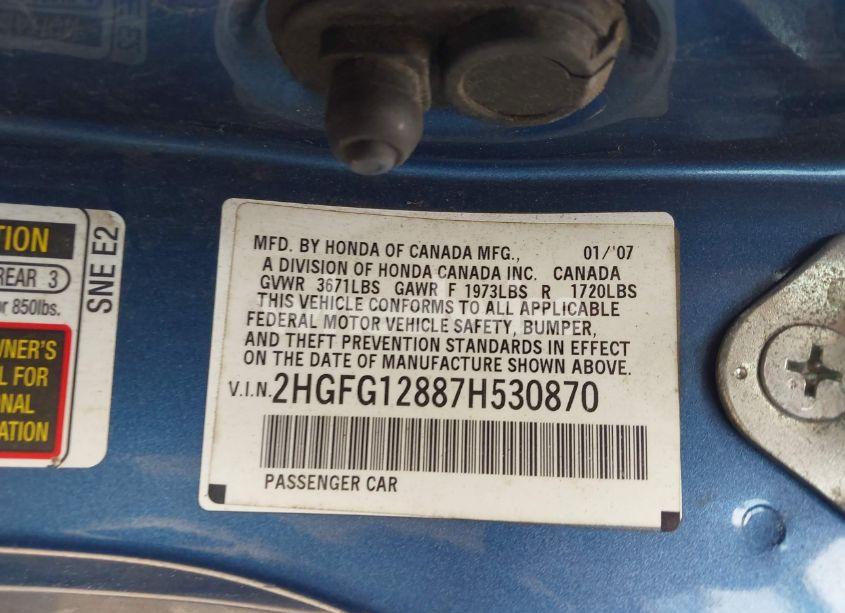 MFD. BY HONDA OF CANADA MFG., 01/'07
A DIVISION OF HONDA CANADA INC. CANADA
GVWR 3671LBS GAWR F 1973LBS R 1720LBS
THIS VEHICLE CONFORMS TO ALL APPLICABLE
FEDERAL MOTOR VEHICLE SAFETY, BUMPER,
AND THEFT PREVENTION STANDARDS IN EFFECT
ON THE DATE OF MANUFACTURE SHOWN ABOVE.
V.I.N. 2HGFG12887H530870
PASSENGER CAR
TION
REAR 3
or 850lbs.
WNER'S
L FOR
ONAL
ATION
SNE E2